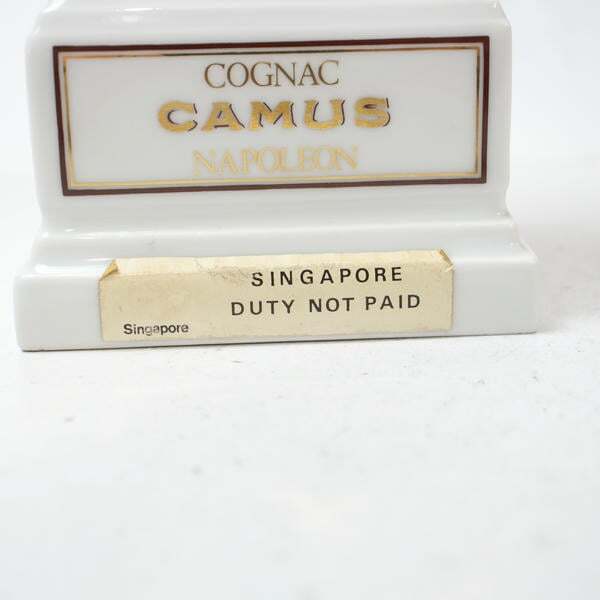 COGNAC
CAMUS
NAPOLEON
SINGAPORE
DUTY NOT PAID
Singapore